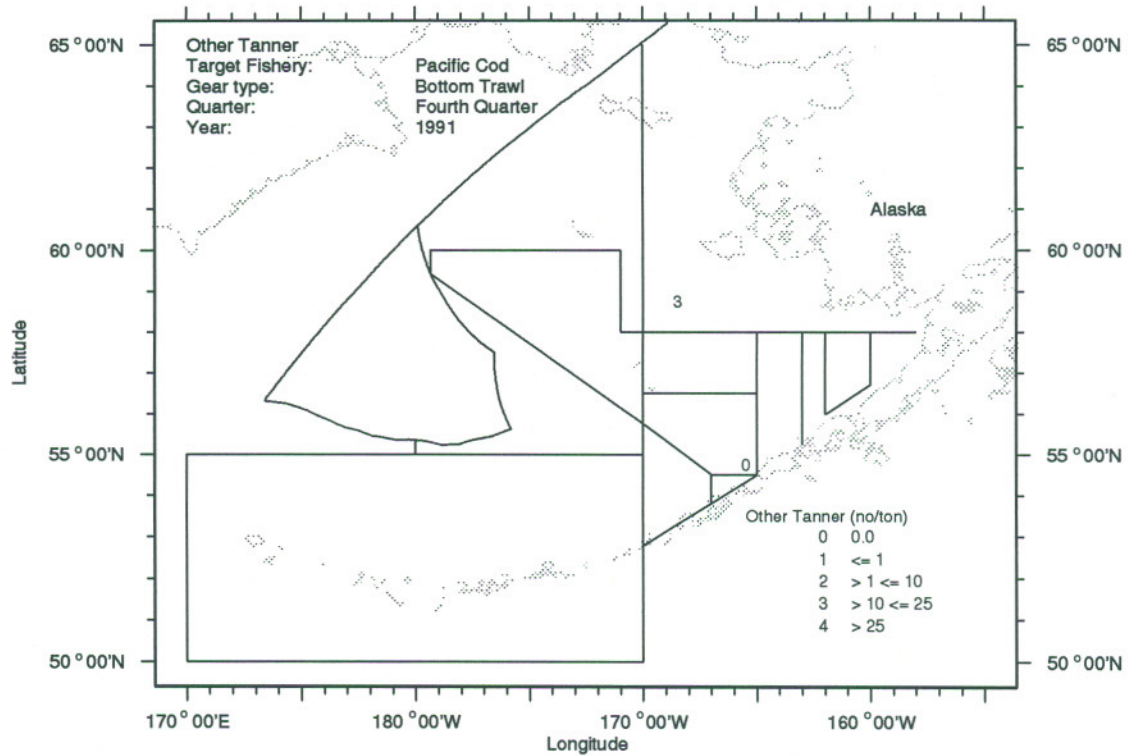 65°00'N
65°00'N
Other Tanner
Target Fishery: Pacific Cod
Gear type: Bottom Trawl
Quarter: Fourth Quarter
Year: 1991
Alaska
60°00'N
60°00'N
3
Latitude
55°00'N
0
55°00'N
Other Tanner (no/ton)
0 0.0
1 <= 1
2 > 1 <= 10
3 > 10 <= 25
4 > 25
50°00'N
50°00'N
170°00'E
180°00'W
170°00'W
160°00'W
Longitude